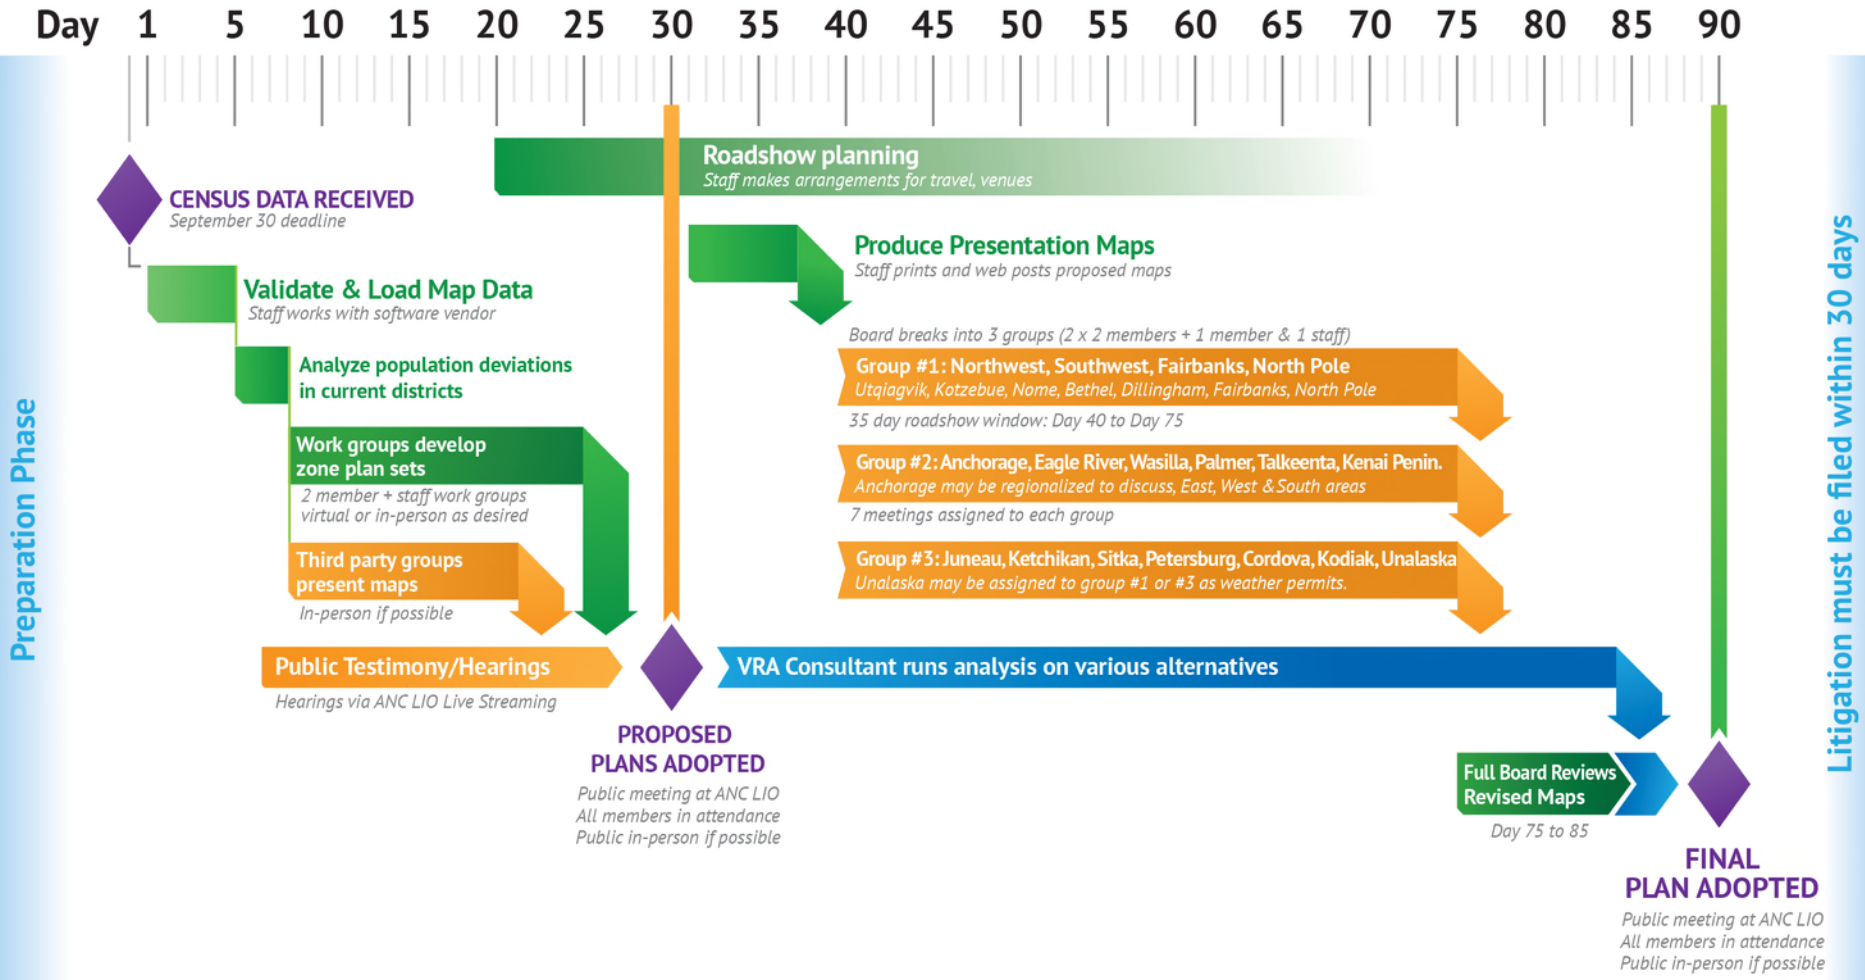 Day 1 5 10 15 20 25 30 35 40 45 50 55 60 65 70 75 80 85 90
Preparation Phase
Roadshow planning
Staff makes arrangements for travel, venues
CENSUS DATA RECEIVED
September 30 deadline
Produce Presentation Maps
Staff prints and web posts proposed maps
Validate & Load Map Data
Staff works with software vendor
Analyze population deviations
in current districts
Board breaks into 3 groups (2 x 2 members + 1 member & 1 staff)
Group #1: Northwest, Southwest, Fairbanks, North Pole
Utqiagvik, Kotzebue, Nome, Bethel, Dillingham, Fairbanks, North Pole
35 day roadshow window: Day 40 to Day 75
Work groups develop
zone plan sets
2 member + staff work groups
virtual or in-person as desired
Group #2: Anchorage, Eagle River, Wasilla, Palmer, Talkeenta, Kenai Penin.
Anchorage may be regionalized to discuss, East, West & South areas
7 meetings assigned to each group
Third party groups
present maps
In-person if possible
Group #3: Juneau, Ketchikan, Sitka, Petersburg, Cordova, Kodiak, Unalaska
Unalaska may be assigned to group #1 or #3 as weather permits.
Public Testimony/Hearings
Hearings via ANC LIO Live Streaming
VRA Consultant runs analysis on various alternatives
PROPOSED
PLANS ADOPTED
Public meeting at ANC LIO
All members in attendance
Public in-person if possible
Full Board Reviews
Revised Maps
Day 75 to 85
FINAL
PLAN ADOPTED
Public meeting at ANC LIO
All members in attendance
Public in-person if possible
Litigation must be filed within 30 days